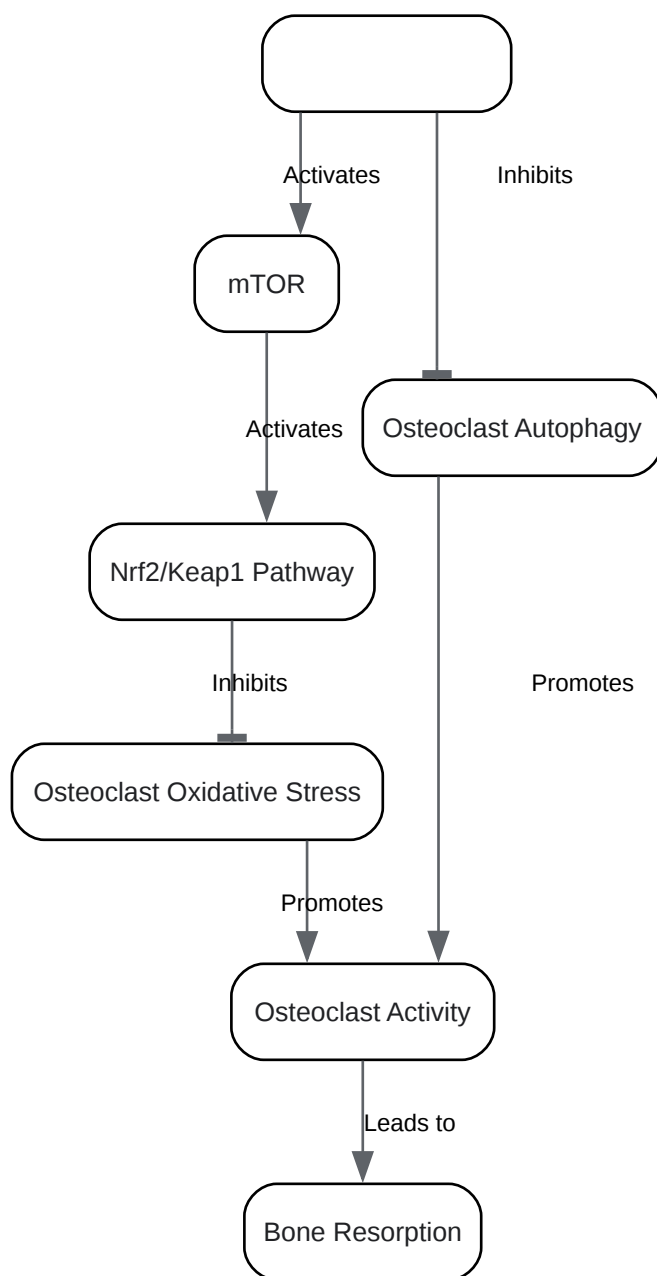 Activates
Inhibits
mTOR
Osteoclast Autophagy
Activates
Nrf2/Keap1 Pathway
Inhibits
Promotes
Osteoclast Oxidative Stress
Promotes
Osteoclast Activity
Leads to
Bone Resorption